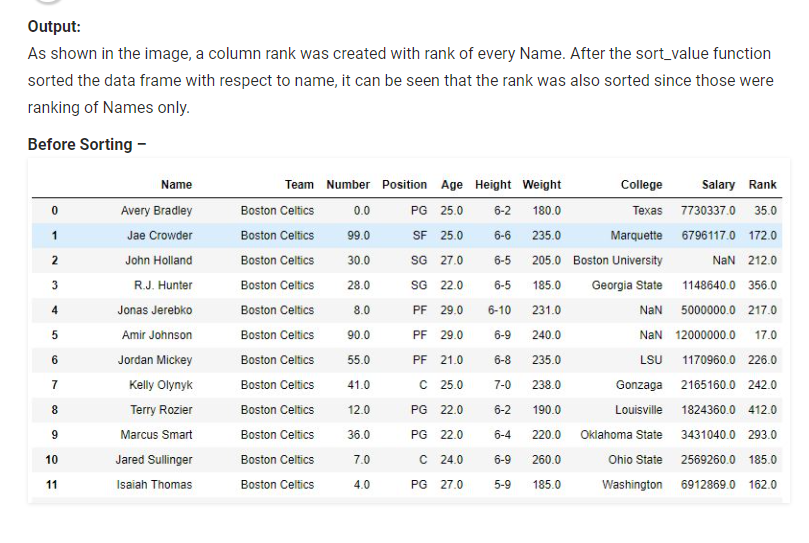 Output:
As shown in the image, a column rank was created with rank of every Name. After the sort_value function
sorted the data frame with respect to name, it can be seen that the rank was also sorted since those were
ranking of Names only.
Before Sorting –
Name Team Number Position Age Height Weight College Salary Rank
0 Avery Bradley Boston Celtics 0.0 PG 25.0 6-2 180.0 Texas 7730337.0 35.0
1 Jae Crowder Boston Celtics 99.0 SF 25.0 6-6 235.0 Marquette 6796117.0 172.0
2 John Holland Boston Celtics 30.0 SG 27.0 6-5 205.0 Boston University NaN 212.0
3 R.J. Hunter Boston Celtics 28.0 SG 22.0 6-5 185.0 Georgia State 1148640.0 356.0
4 Jonas Jerebko Boston Celtics 8.0 PF 29.0 6-10 231.0 NaN 5000000.0 217.0
5 Amir Johnson Boston Celtics 90.0 PF 29.0 6-9 240.0 NaN 12000000.0 17.0
6 Jordan Mickey Boston Celtics 55.0 PF 21.0 6-8 235.0 LSU 1170960.0 226.0
7 Kelly Olynyk Boston Celtics 41.0 C 25.0 7-0 238.0 Gonzaga 2165160.0 242.0
8 Terry Rozier Boston Celtics 12.0 PG 22.0 6-2 190.0 Louisville 1824360.0 412.0
9 Marcus Smart Boston Celtics 36.0 PG 22.0 6-4 220.0 Oklahoma State 3431040.0 293.0
10 Jared Sullinger Boston Celtics 7.0 C 24.0 6-9 260.0 Ohio State 2569260.0 185.0
11 Isaiah Thomas Boston Celtics 4.0 PG 27.0 5-9 185.0 Washington 6912869.0 162.0